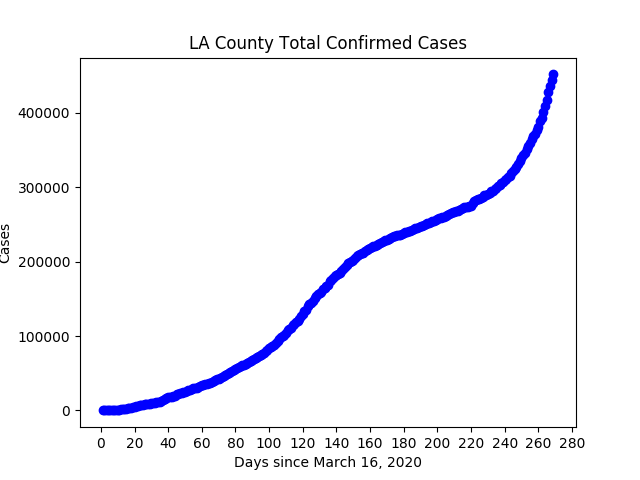 LA County Total Confirmed Cases
400000
300000
200000
100000
0
Cases
0 20 40 60 80 100 120 140 160 180 200 220 240 260 280
Days since March 16, 2020